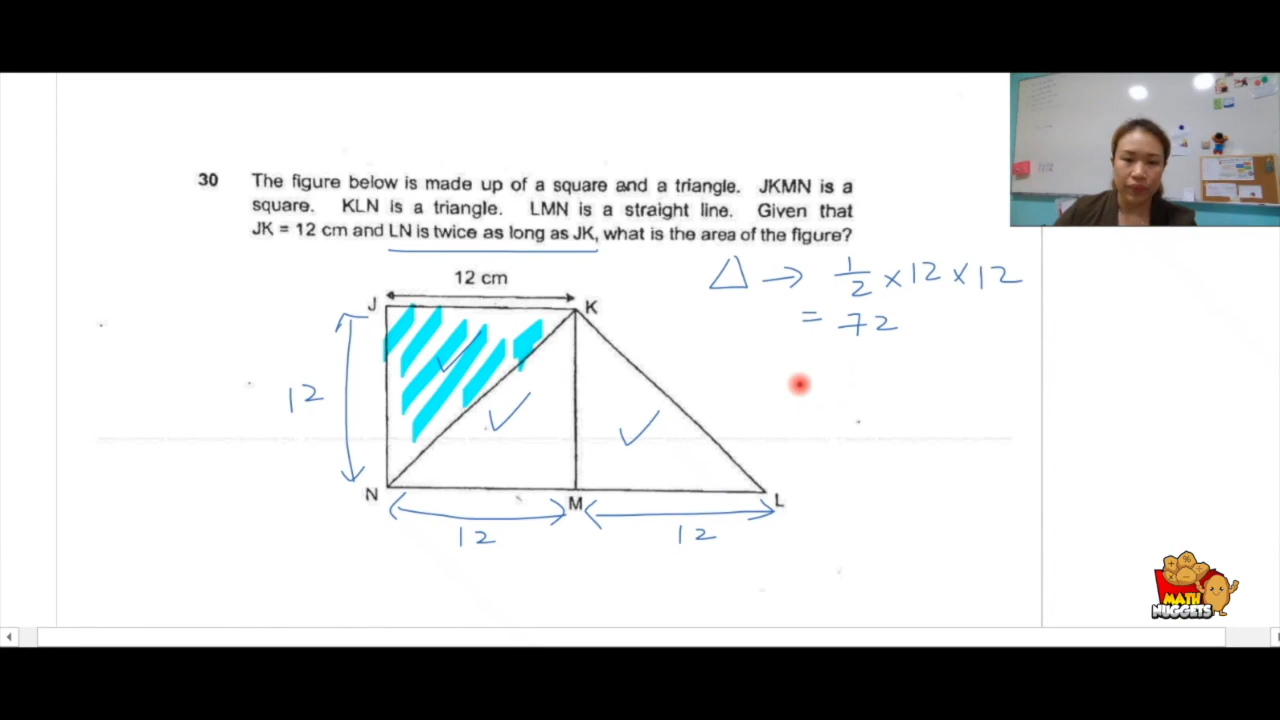 30 The figure below is made up of a square and a triangle. JKMN is a
square. KLN is a triangle. LMN is a straight line. Given that
JK = 12 cm and LN is twice as long as JK, what is the area of the figure?
12 cm
△ → 1/2 × 12 × 12
= 72
J
K
12
N
M
L
12
12
MATH
NUGGETS